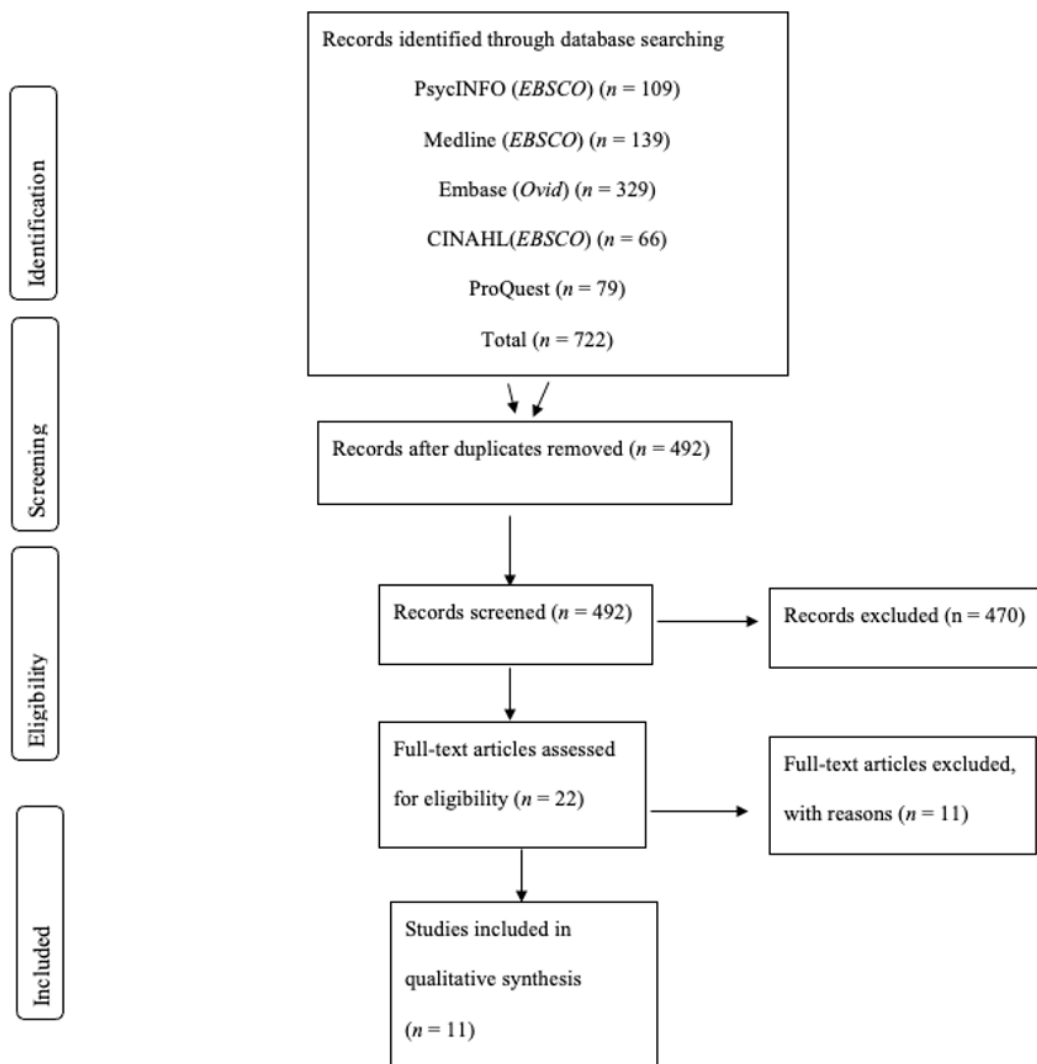 Records identified through database searching
PsycINFO (EBSCO) (n = 109)
Medline (EBSCO) (n = 139)
Embase (Ovid) (n = 329)
CINAHL(EBSCO) (n = 66)
ProQuest (n = 79)
Total (n = 722)
Identification
Records after duplicates removed (n = 492)
Screening
Records screened (n = 492)
Records excluded (n = 470)
Eligibility
Full-text articles assessed
for eligibility (n = 22)
Full-text articles excluded,
with reasons (n = 11)
Included
Studies included in
qualitative synthesis
(n = 11)